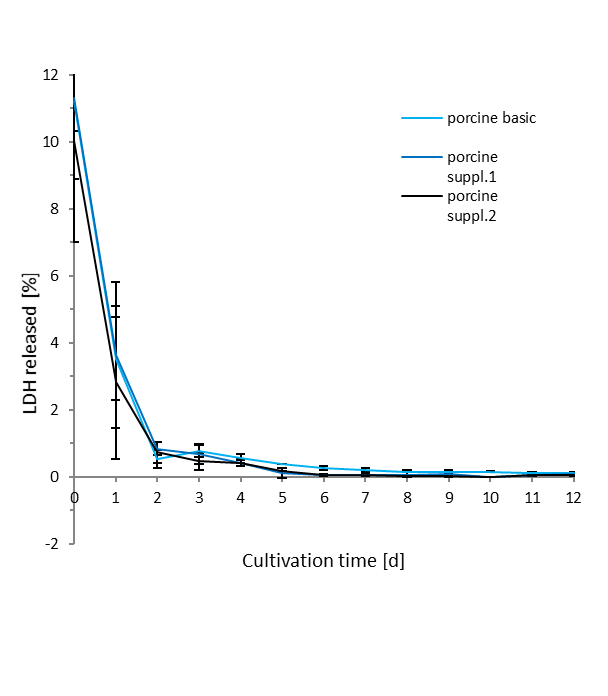 12
10
8
6
4
2
0
-2
LDH released [%]
0 1 2 3 4 5 6 7 8 9 10 11 12
Cultivation time [d]
porcine basic
porcine
suppl.1
porcine
suppl.2